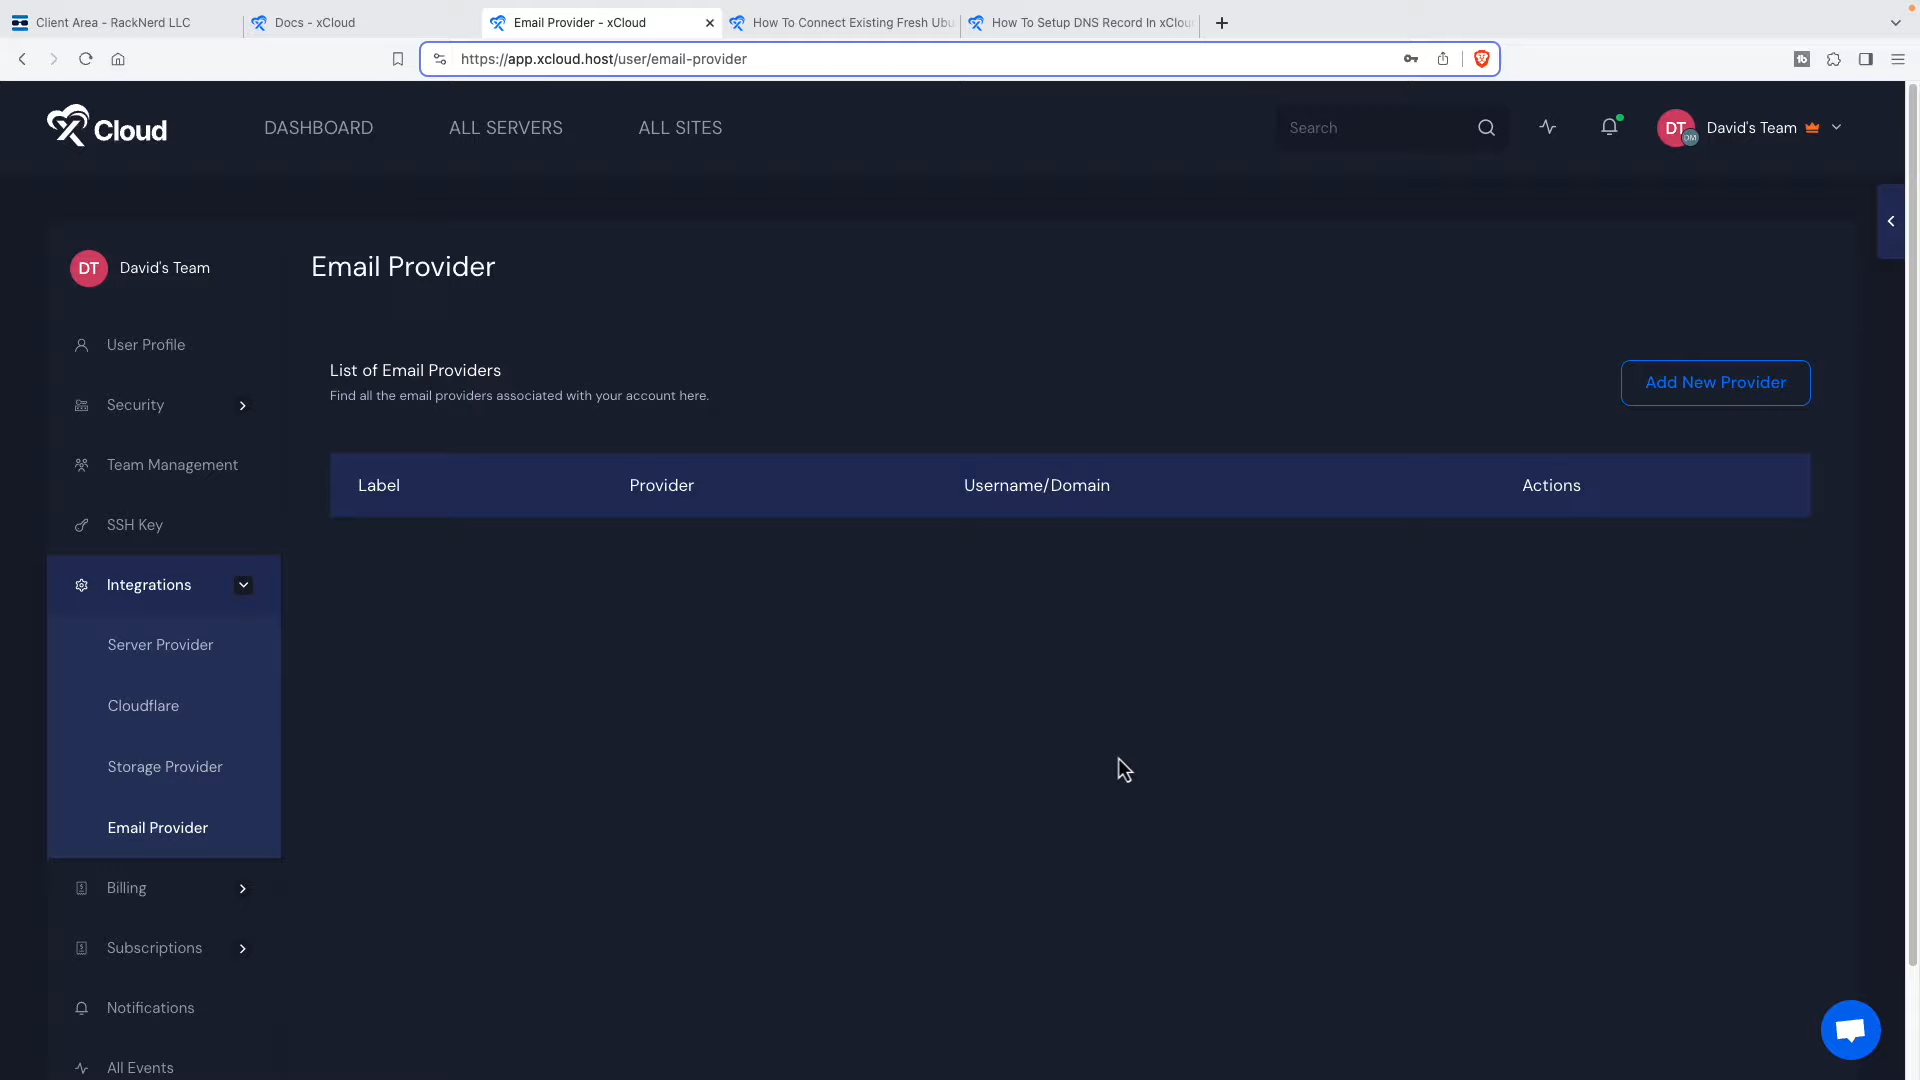 Client Area - RackNerd LLC
Docs - xCloud
Email Provider - xCloud
How To Connect Existing Fresh Ubu
How To Setup DNS Record In xClou
https://app.xcloud.host/user/email-provider
xCloud
DASHBOARD
ALL SERVERS
ALL SITES
Search
DT
DM
David's Team
DT
David's Team
Email Provider
User Profile
List of Email Providers
Find all the email providers associated with your account here.
Add New Provider
Security
Team Management
Label
Provider
Username/Domain
Actions
SSH Key
Integrations
Server Provider
Cloudflare
Storage Provider
Email Provider
Billing
Subscriptions
Notifications
All Events